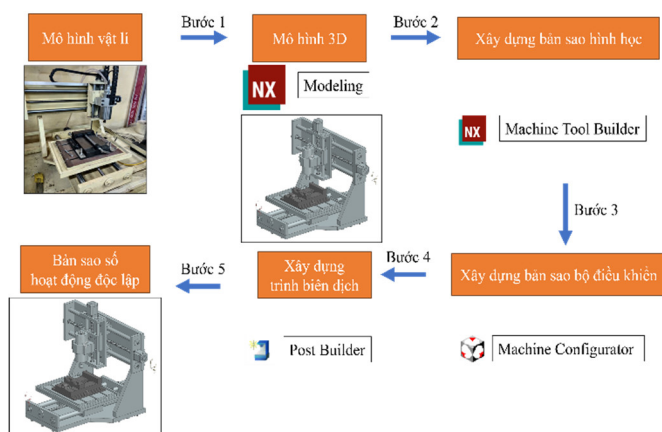 Mô hình vật lí
Bước 1
Mô hình 3D
Bước 2
Xây dựng bản sao hình học
NX
Modeling
NX
Machine Tool Builder
Bước 3
Xây dựng bản sao bộ điều khiển
Machine Configurator
Bước 4
Xây dựng
trình biên dịch
Post Builder
Bước 5
Bản sao số
hoạt động độc lập